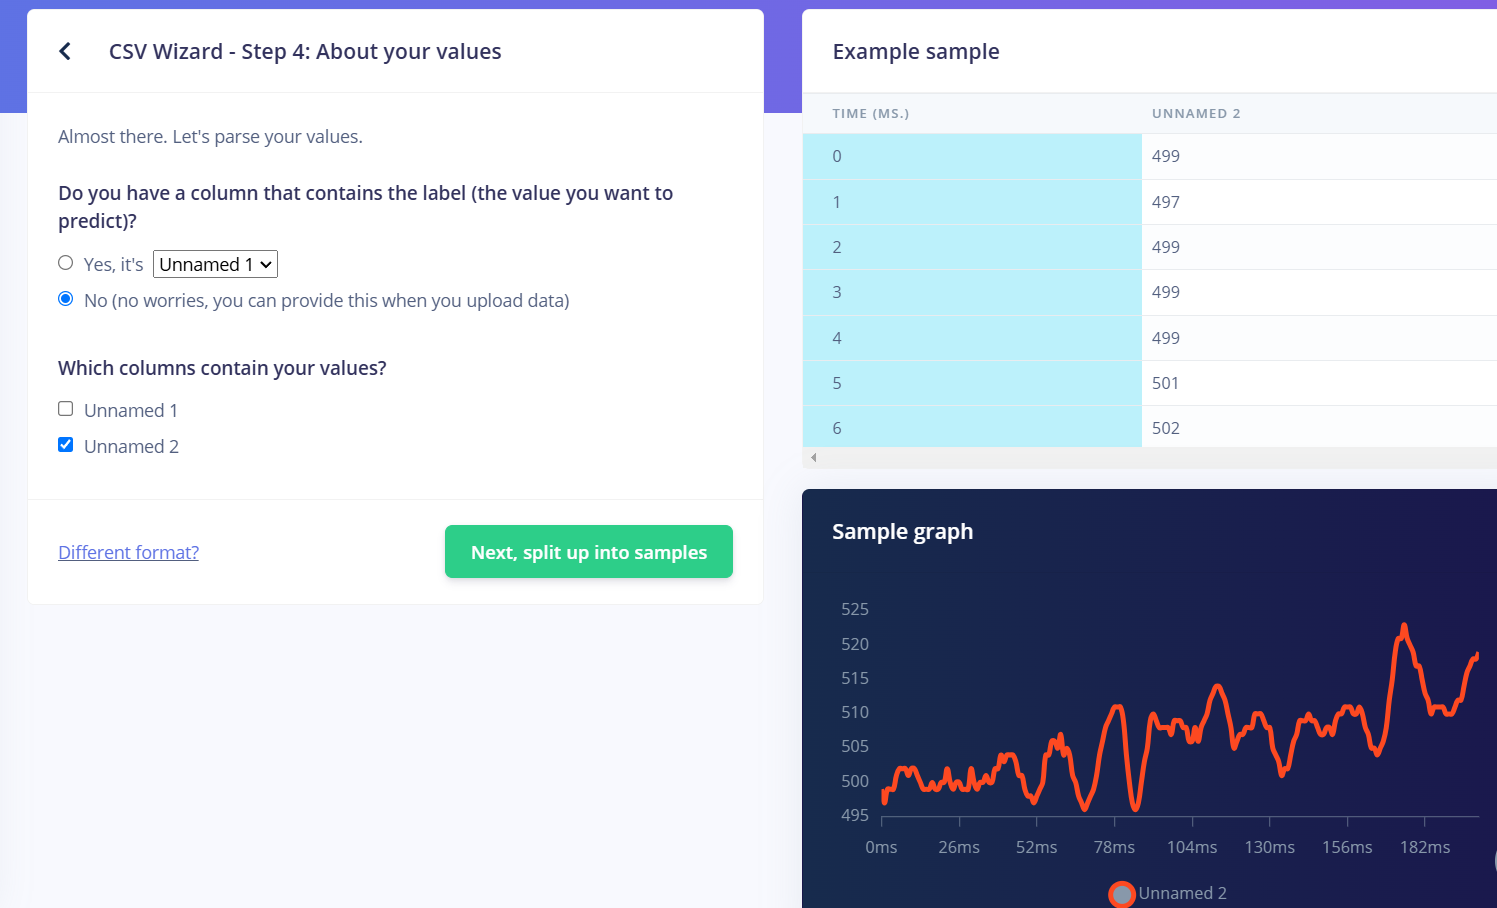 CSV Wizard - Step 4: About your values
Almost there. Let's parse your values.
Do you have a column that contains the label (the value you want to
predict)?
Yes, it's Unnamed 1
No (no worries, you can provide this when you upload data)
Which columns contain your values?
Unnamed 1
Unnamed 2
Different format?
Next, split up into samples
Example sample
TIME (MS.) UNNAMED 2
0 499
1 497
2 499
3 499
4 499
5 501
6 502
Sample graph
525
520
515
510
505
500
495
0ms 26ms 52ms 78ms 104ms 130ms 156ms 182ms
Unnamed 2